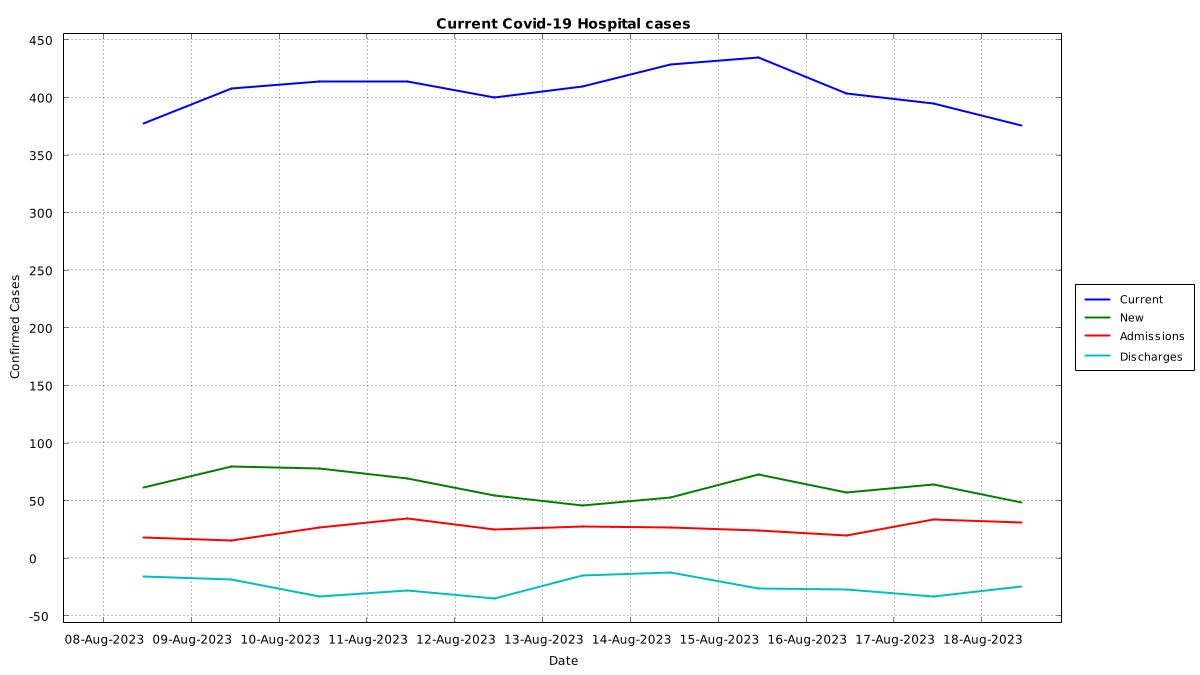 Current Covid-19 Hospital cases
450
400
350
300
250
200
150
100
50
0
-50
Confirmed Cases
08-Aug-2023 09-Aug-2023 10-Aug-2023 11-Aug-2023 12-Aug-2023 13-Aug-2023 14-Aug-2023 15-Aug-2023 16-Aug-2023 17-Aug-2023 18-Aug-2023
Date
Current
New
Admissions
Discharges